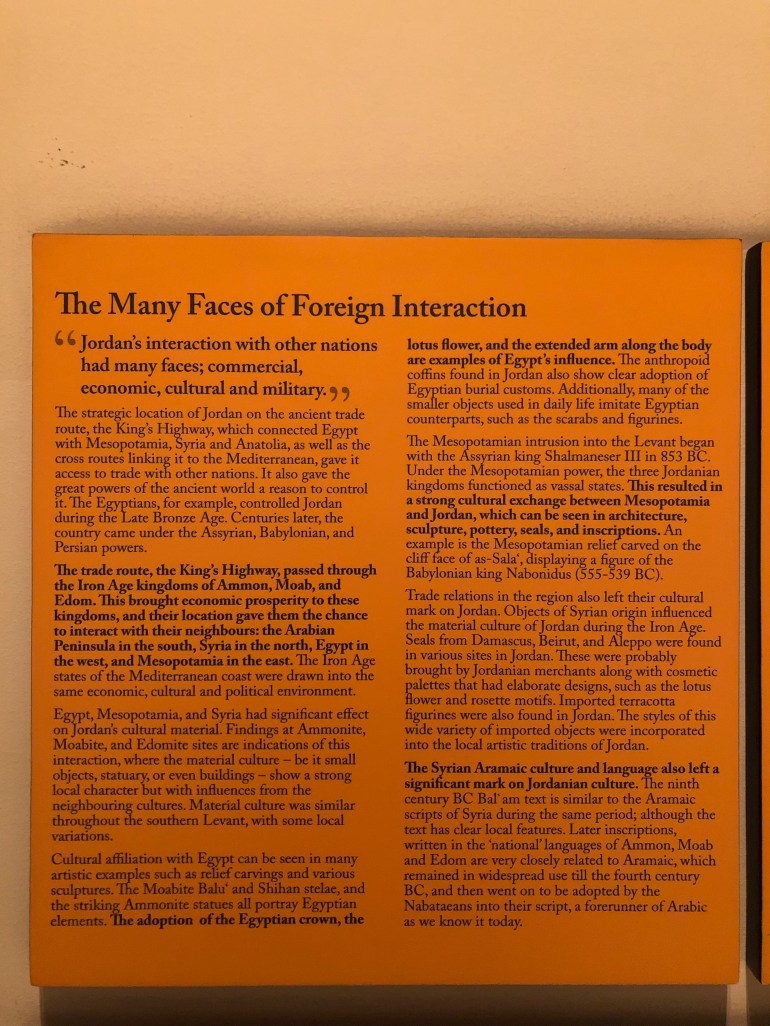 The Many Faces of Foreign Interaction
“Jordan's interaction with other nations
had many faces; commercial,
economic, cultural and military.”
The strategic location of Jordan on the ancient trade
route, the King's Highway, which connected Egypt
with Mesopotamia, Syria and Anatolia, as well as the
cross routes linking it to the Mediterranean, gave it
access to trade with other nations. It also gave the
great powers of the ancient world a reason to control
it. The Egyptians, for example, controlled Jordan
during the Late Bronze Age. Centuries later, the
country came under the Assyrian, Babylonian, and
Persian powers.
The trade route, the King's Highway, passed through
the Iron Age kingdoms of Ammon, Moab, and
Edom. This brought economic prosperity to these
kingdoms, and their location gave them the chance
to interact with their neighbours: the Arabian
Peninsula in the south, Syria in the north, Egypt in
the west, and Mesopotamia in the east. The Iron Age
states of the Mediterranean coast were drawn into the
same economic, cultural and political environment.
Egypt, Mesopotamia, and Syria had significant effect
on Jordan's cultural material. Findings at Ammonite,
Moabite, and Edomite sites are indications of this
interaction, where the material culture – be it small
objects, statuary, or even buildings – show a strong
local character but with influences from the
neighbouring cultures. Material culture was similar
throughout the southern Levant, with some local
variations.
Cultural affiliation with Egypt can be seen in many
artistic examples such as relief carvings and various
sculptures. The Moabite Balu‘ and Shihan stelae, and
the striking Ammonite statues all portray Egyptian
elements. The adoption of the Egyptian crown, the
lotus flower, and the extended arm along the body
are examples of Egypt's influence. The anthropoid
coffins found in Jordan also show clear adoption of
Egyptian burial customs. Additionally, many of the
smaller objects used in daily life imitate Egyptian
counterparts, such as the scarabs and figurines.
The Mesopotamian intrusion into the Levant began
with the Assyrian king Shalmaneser III in 853 BC.
Under the Mesopotamian power, the three Jordanian
kingdoms functioned as vassal states. This resulted in
a strong cultural exchange between Mesopotamia
and Jordan, which can be seen in architecture,
sculpture, pottery, seals, and inscriptions. An
example is the Mesopotamian relief carved on the
cliff face of as-Sala‘, displaying a figure of the
Babylonian king Nabonidus (555-539 BC).
Trade relations in the region also left their cultural
mark on Jordan. Objects of Syrian origin influenced
the material culture of Jordan during the Iron Age.
Seals from Damascus, Beirut, and Aleppo were found
in various sites in Jordan. These were probably
brought by Jordanian merchants along with cosmetic
palettes that had elaborate designs, such as the lotus
flower and rosette motifs. Imported terracotta
figurines were also found in Jordan. The styles of this
wide variety of imported objects were incorporated
into the local artistic traditions of Jordan.
The Syrian Aramaic culture and language also left a
significant mark on Jordanian culture. The ninth
century BC Bal`am text is similar to the Aramaic
scripts of Syria during the same period; although the
text has clear local features. Later inscriptions,
written in the 'national' languages of Ammon, Moab
and Edom are very closely related to Aramaic, which
remained in widespread use till the fourth century
BC, and then went on to be adopted by the
Nabataeans into their script, a forerunner of Arabic
as we know it today.